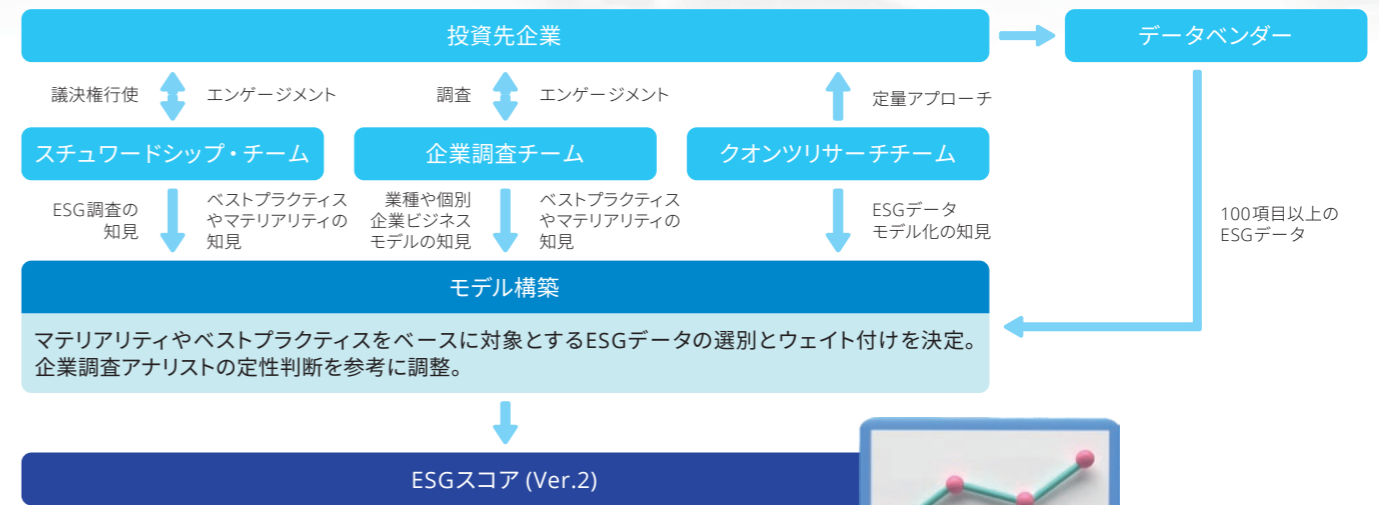 投資先企業
データベンダー
議決権行使
エンゲージメント
調査
エンゲージメント
定量アプローチ
スチュワードシップ・チーム
企業調査チーム
クオンツリサーチチーム
ESG調査の
知見
ベストプラクティス
やマテリアリティの
知見
業種や個別
企業ビジネス
モデルの知見
ベストプラクティス
やマテリアリティの
知見
ESGデータ
モデル化の知見
100項目以上の
ESGデータ
モデル構築
マテリアリティやベストプラクティスをベースに対象とするESGデータの選別とウェイト付けを決定。
企業調査アナリストの定性判断を参考に調整。
ESGスコア (Ver.2)